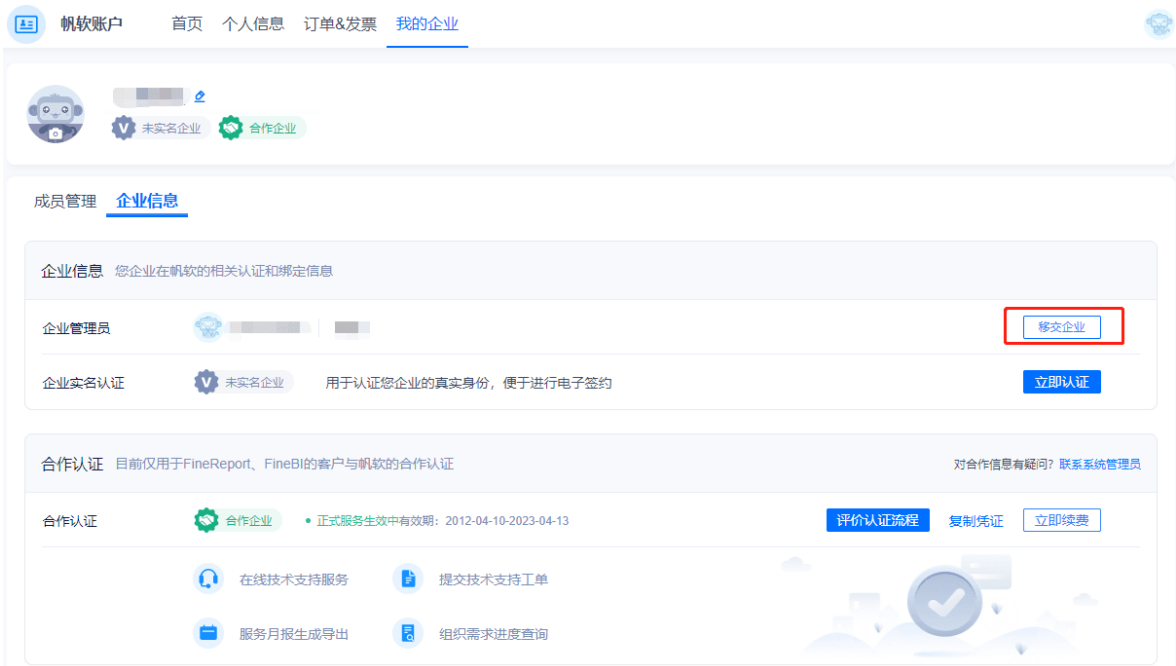 帆软账户 首页 个人信息 订单&发票 我的企业
未实名企业 合作企业
成员管理 企业信息
企业信息 您企业在帆软的相关认证和绑定信息
企业管理员 移交企业
企业实名认证 未实名企业 用于认证您企业的真实身份，便于进行电子签约 立即认证
合作认证 目前仅用于FineReport、FineBI的客户与帆软的合作认证 对合作信息有疑问? 联系系统管理员
合作认证 合作企业 • 正式服务生效中有效期：2012-04-10-2023-04-13 评价认证流程 复制凭证 立即续费
在线技术支持服务 提交技术支持工单
服务月报生成导出 组织需求进度查询